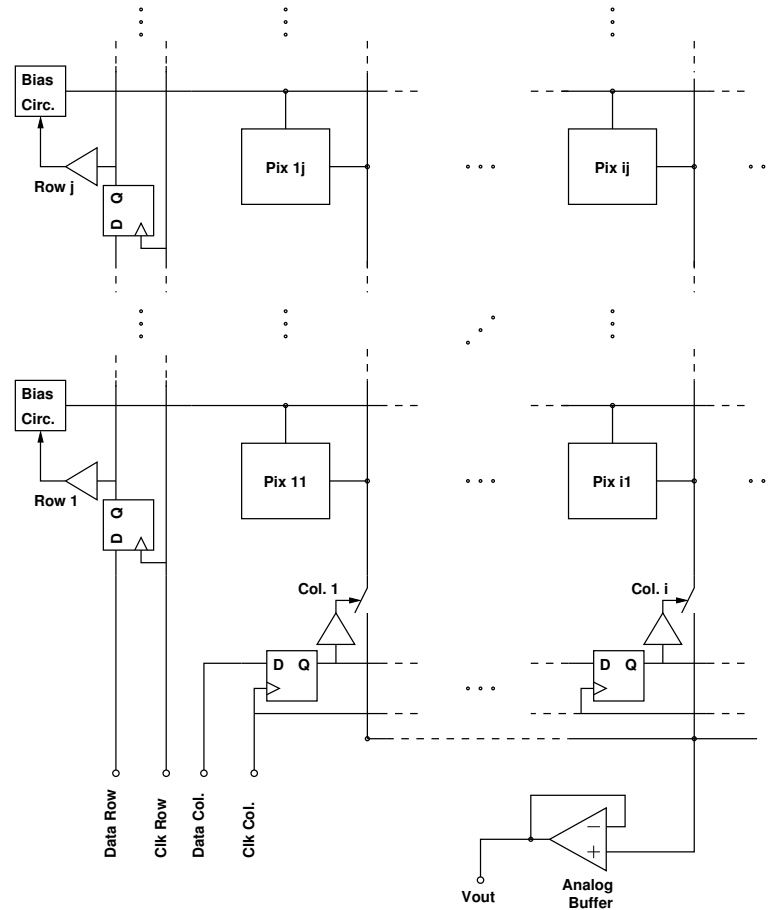 Bias
Circ.
Row j
Q
D
Pix 1j
Pix ij
Bias
Circ.
Row 1
Q
D
Pix 11
Pix i1
Col. 1
Col. i
D Q
D Q
Data Row
Clk Row
Data Col.
Clk Col.
Vout
Analog
Buffer